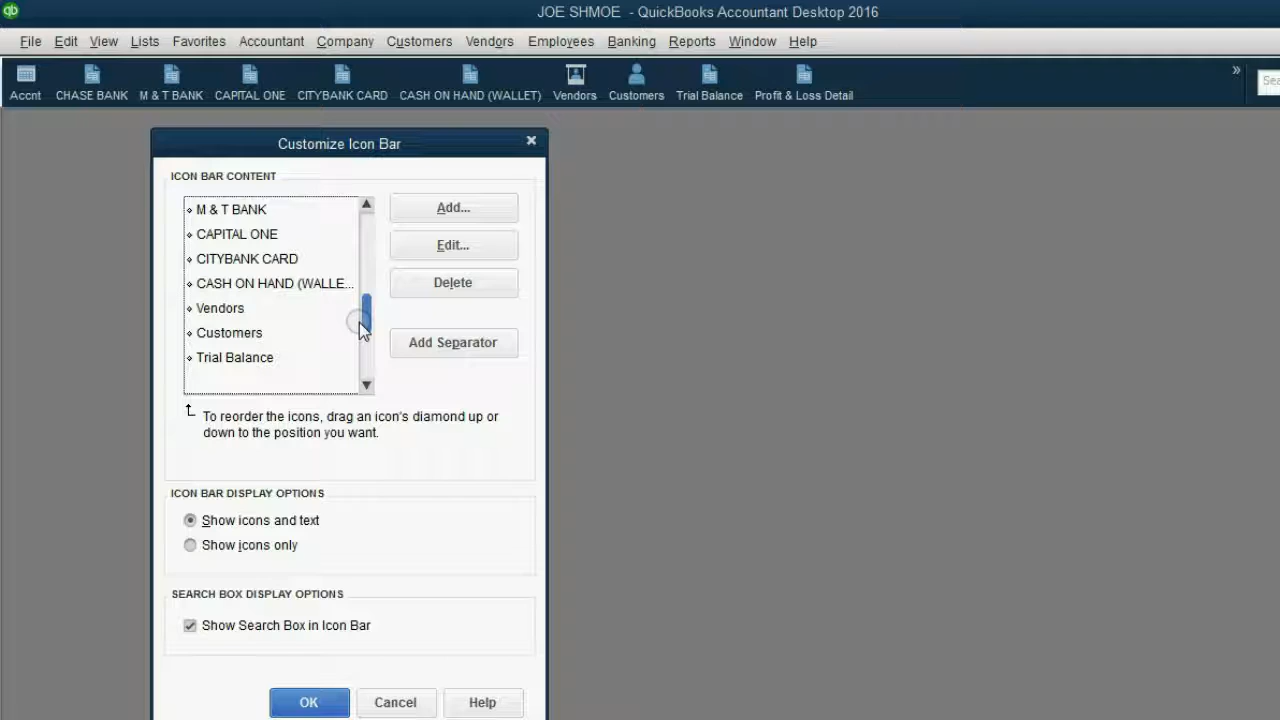 qb
JOE SHMOE - QuickBooks Accountant Desktop 2016
File Edit View Lists Favorites Accountant Company Customers Vendors Employees Banking Reports Window Help
Accnt CHASE BANK M & T BANK CAPITAL ONE CITYBANK CARD CASH ON HAND (WALLET) Vendors Customers Trial Balance Profit & Loss Detail » Sea
Customize Icon Bar
ICON BAR CONTENT
M & T BANK
CAPITAL ONE
CITYBANK CARD
CASH ON HAND (WALLE...
Vendors
Customers
Trial Balance
Add...
Edit...
Delete
Add Separator
To reorder the icons, drag an icon's diamond up or
down to the position you want.
ICON BAR DISPLAY OPTIONS
Show icons and text
Show icons only
SEARCH BOX DISPLAY OPTIONS
Show Search Box in Icon Bar
OK Cancel Help